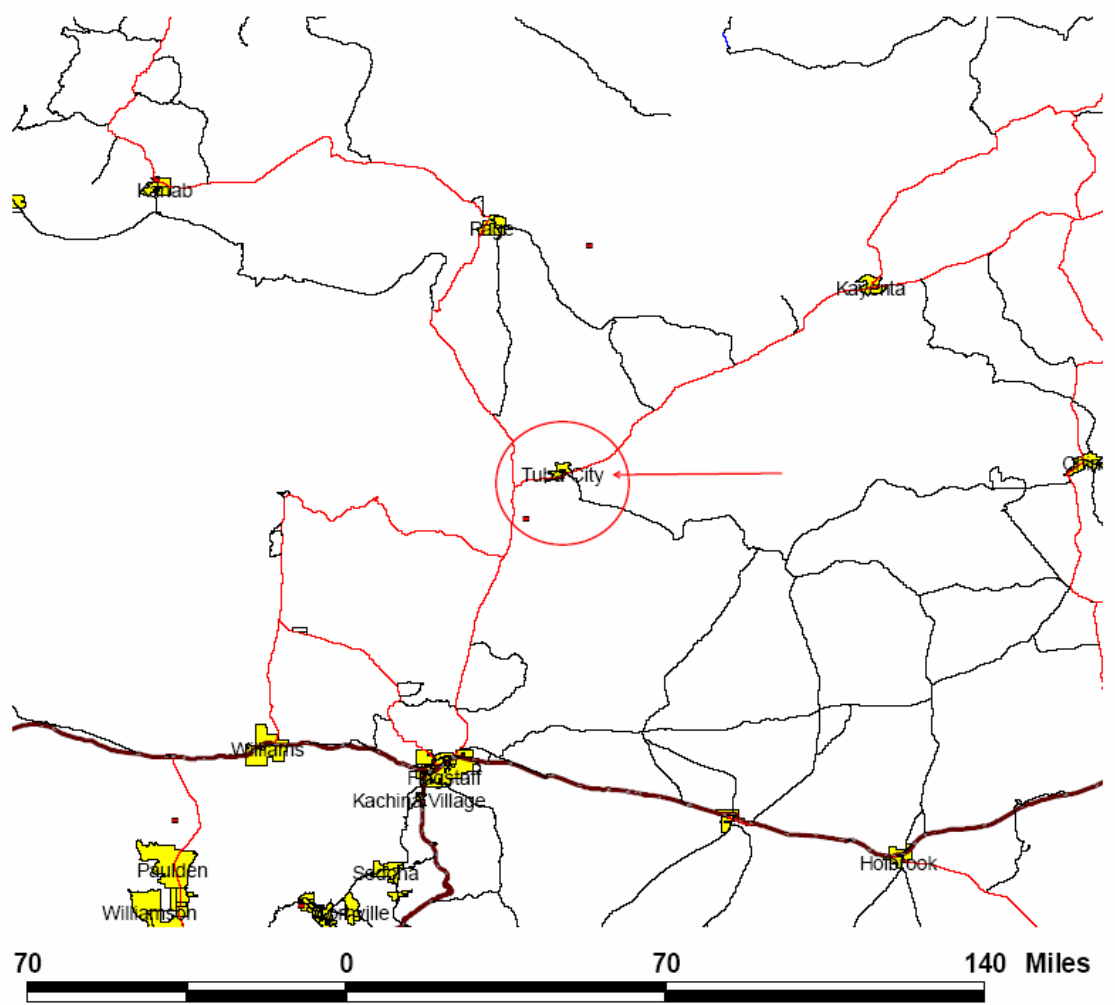 Kanab
Page
Kayenta
Tuba City
Williams
Flagstaff
Kachina Village
Paulden
Sedona
Holbrook
Williamson
70 0 70 140 Miles